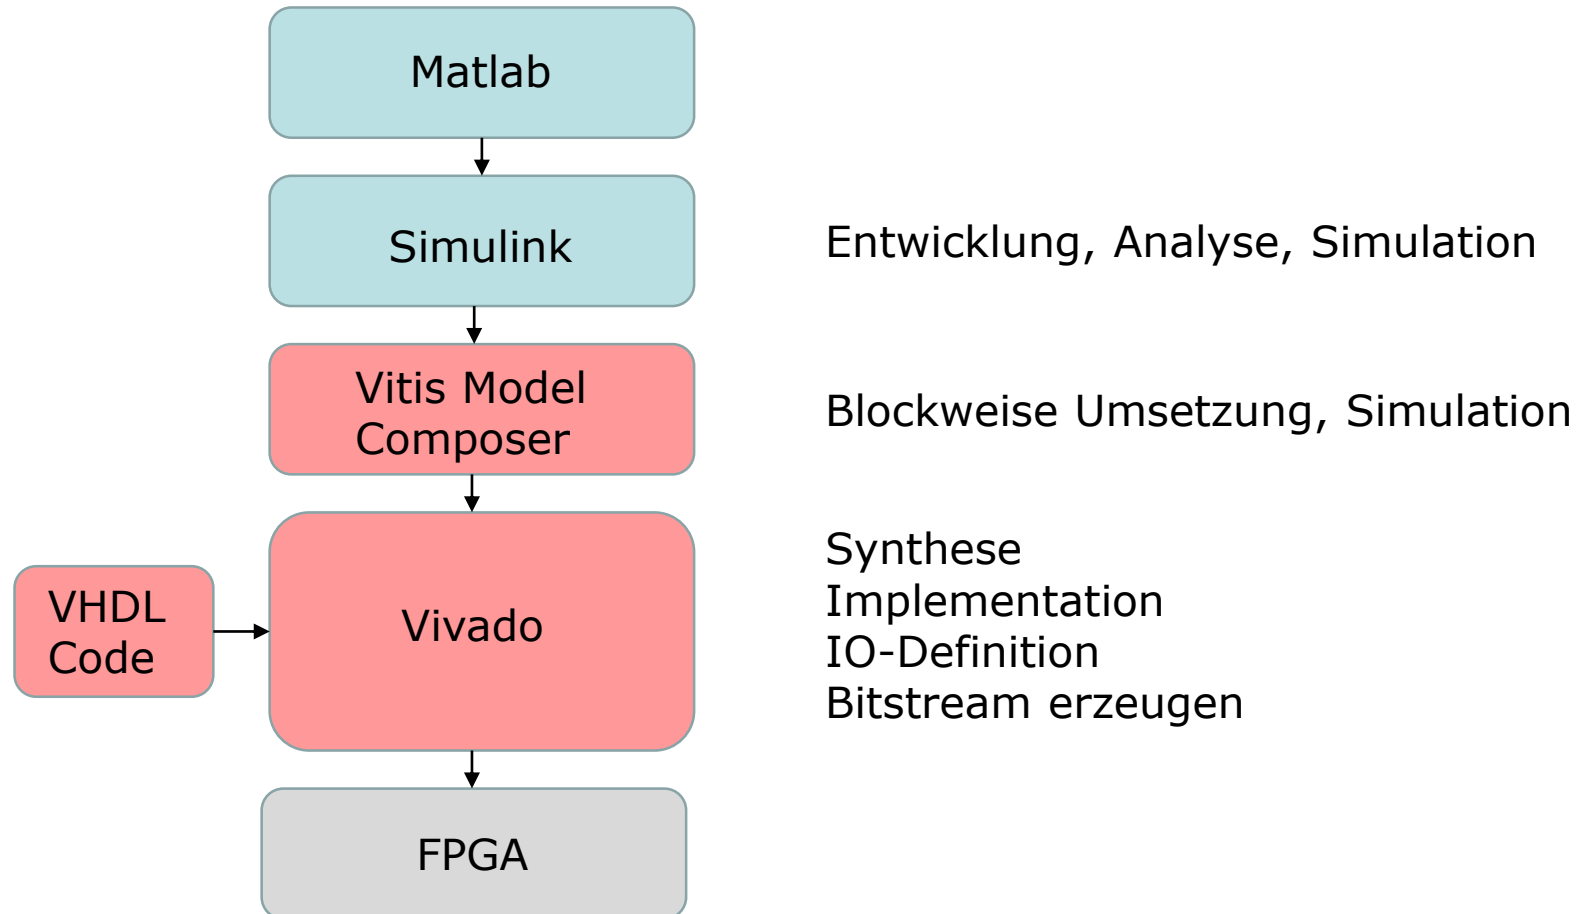 Matlab
Simulink
Entwicklung, Analyse, Simulation
Vitis Model
Composer
Blockweise Umsetzung, Simulation
VHDL
Code
Vivado
Synthese
Implementation
IO-Definition
Bitstream erzeugen
FPGA